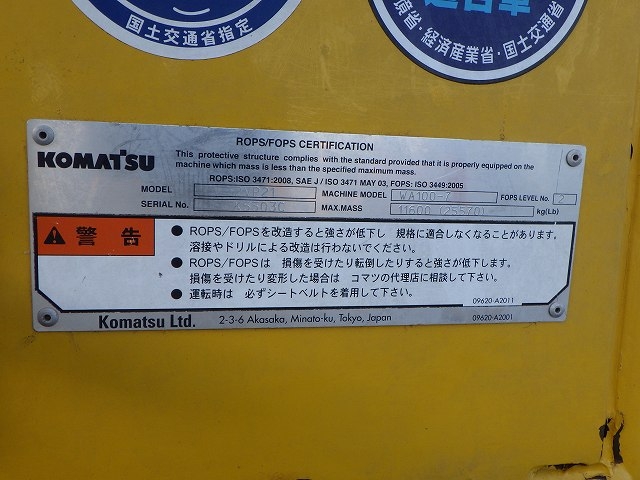 国土交通省指定
適合車
環境省・経済産業省・国土交通省
ROPS/FOPS CERTIFICATION
KOMATSU
This protective structure complies with the standard provided that it is properly equipped on the
machine which mass is less than the specified maximum mass.
ROPS:ISO 3471:2008, SAE J / ISO 3471 MAY 03, FOPS: ISO 3449:2005
MODEL MACHINE MODEL WA100-7 FOPS LEVEL No. 2
SERIAL No. MAX.MASS 11600 (25570) kg(Lb)
警告
● ROPS/FOPSを改造すると強さが低下し 規格に適合しなくなることがあります。
溶接やドリルによる改造は行わないでください。
● ROPS/FOPSは 損傷を受けたり転倒したりすると強さが低下します。
損傷を受けたり変形した場合は コマツの代理店に相談して下さい。
● 運転時は 必ずシートベルトを着用して下さい。
09620-A2011
Komatsu Ltd. 2-3-6 Akasaka, Minato-ku, Tokyo, Japan 09620-A2001